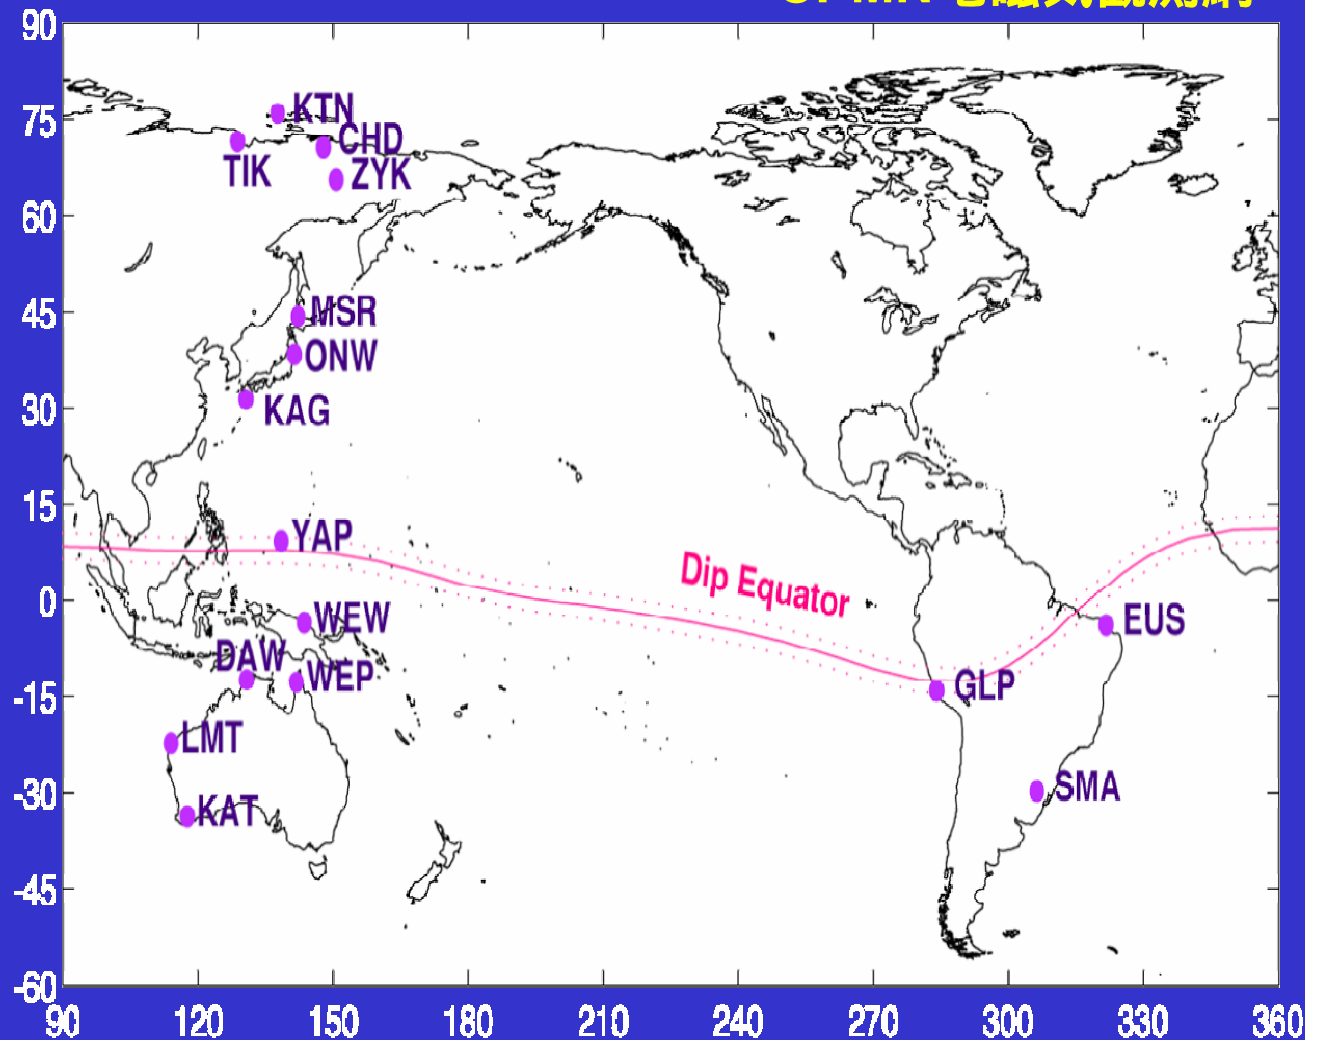 90
75
60
45
30
15
0
-15
-30
-45
-60
90
120
150
180
210
240
270
300
330
360
KTN
CHD
TIK
ZYK
MSR
ONW
KAG
YAP
WEW
DAW
WEP
LMT
KAT
Dip Equator
EUS
GLP
SMA